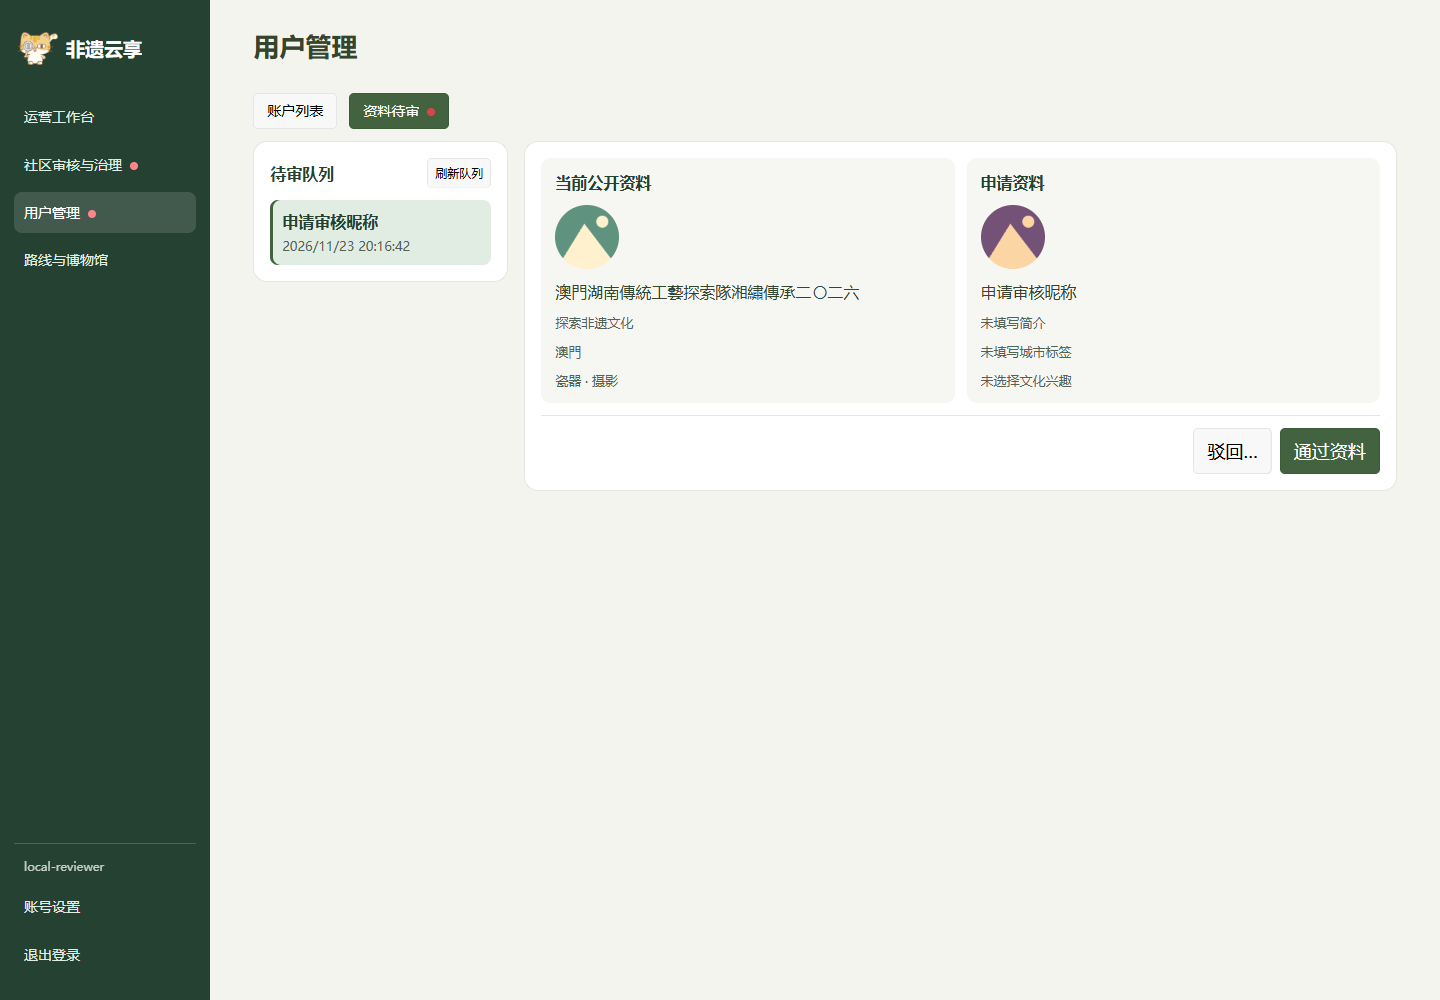 非遗云享
运营工作台
社区审核与治理
用户管理
路线与博物馆
local-reviewer
账号设置
退出登录
用户管理
账户列表
资料待审
待审队列
刷新队列
申请审核昵称
2026/11/23 20:16:42
当前公开资料
澳門湖南傳統工藝探索隊湘繡傳承二〇二六
探索非遗文化
澳門
瓷器 · 摄影
申请资料
申请审核昵称
未填写简介
未填写城市标签
未选择文化兴趣
驳回...
通过资料